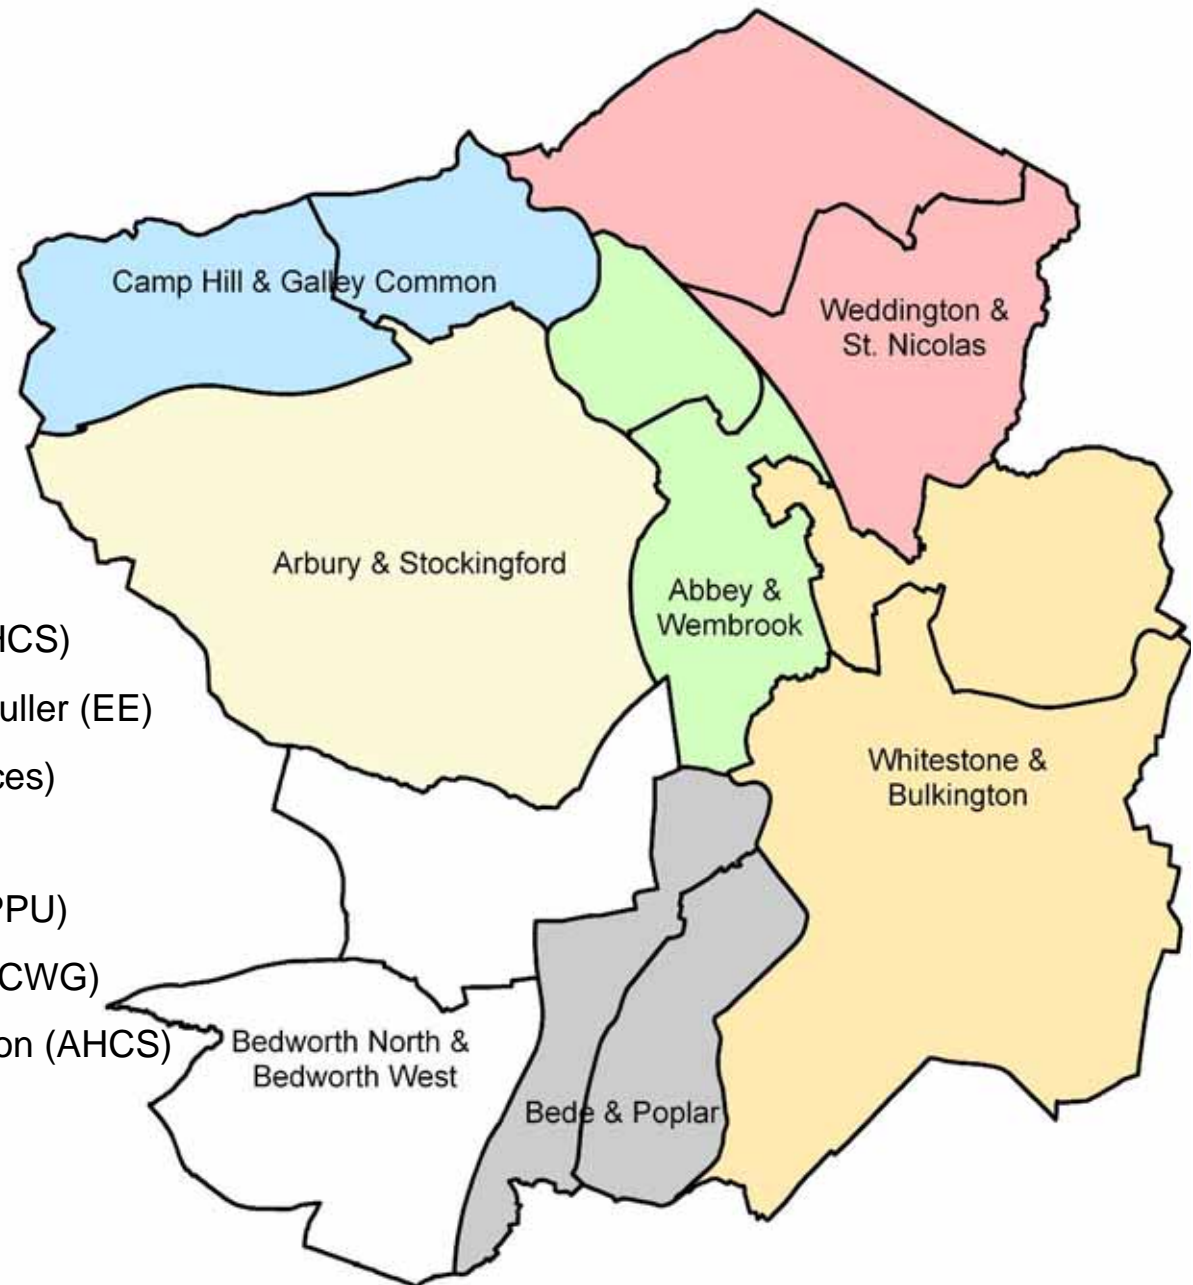 Camp Hill & Galley Common
Weddington &
St. Nicolas
Arbury & Stockingford
Abbey &
Wembrook
HCS)
uller (EE)
ces)
Whitestone &
Bulkington
PPU)
CWG)
on (AHCS)
Bedworth North &
Bedworth West
Bede & Poplar